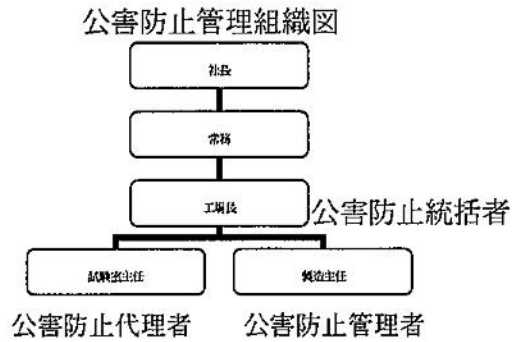 公害防止管理組織図
社長
常務
工場長
公害防止統括者
試験室主任
製造主任
公害防止代理者
公害防止管理者